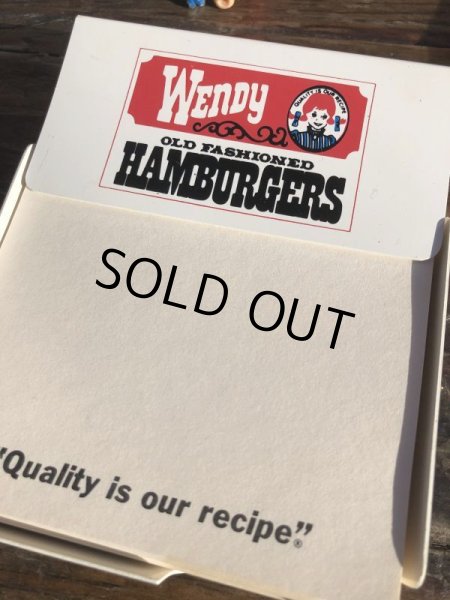 WENDY
QUALITY IS OUR RECIPE
OLD FASHIONED
HAMBURGERS
SOLD OUT
"Quality is our recipe"®